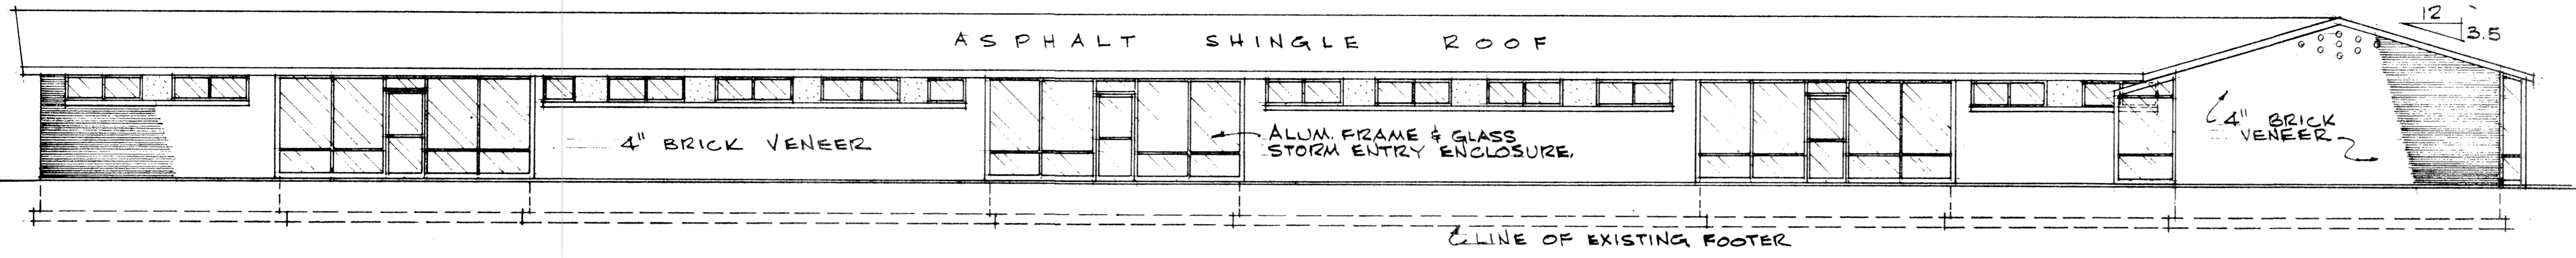 ASPHALT SHINGLE ROOF
12
3.5
4" BRICK VENEER
ALUM. FRAME & GLASS
STORM ENTRY ENCLOSURE.
4" BRICK
VENEER
LINE OF EXISTING FOOTER